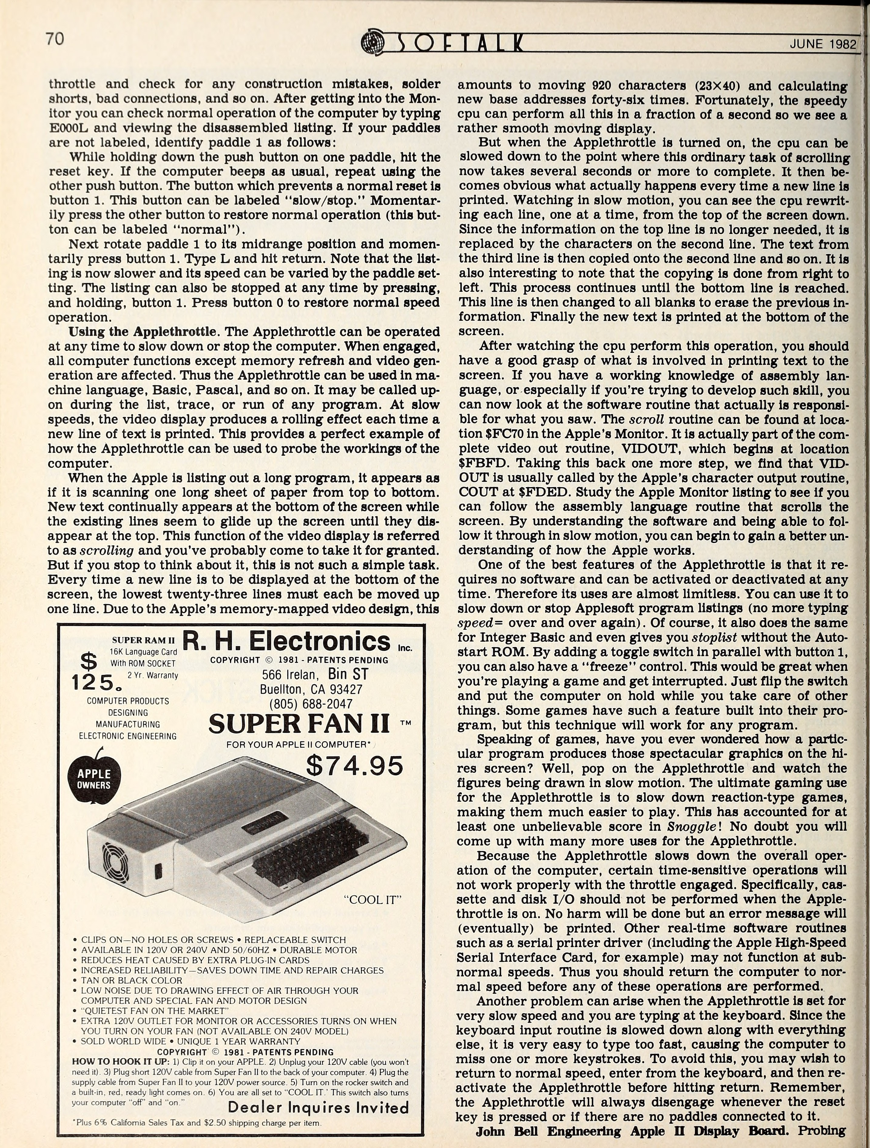 70
SOFTALK
JUNE 1982
throttle and check for any construction mistakes, solder
shorts, bad connections, and so on. After getting into the Mon-
itor you can check normal operation of the computer by typing
E000L and viewing the disassembled listing. If your paddles
are not labeled, identify paddle 1 as follows:
While holding down the push button on one paddle, hit the
reset key. If the computer beeps as usual, repeat using the
other push button. The button which prevents a normal reset is
button 1. This button can be labeled "slow/stop." Momentar-
ily press the other button to restore normal operation (this but-
ton can be labeled "normal").
Next rotate paddle 1 to its midrange position and momen-
tarily press button 1. Type L and hit return. Note that the list-
ing is now slower and its speed can be varied by the paddle set-
ting. The listing can also be stopped at any time by pressing,
and holding, button 1. Press button 0 to restore normal speed
operation.
Using the Applethrottle. The Applethrottle can be operated
at any time to slow down or stop the computer. When engaged,
all computer functions except memory refresh and video gen-
eration are affected. Thus the Applethrottle can be used in ma-
chine language, Basic, Pascal, and so on. It may be called up-
on during the list, trace, or run of any program. At slow
speeds, the video display produces a rolling effect each time a
new line of text is printed. This provides a perfect example of
how the Applethrottle can be used to probe the workings of the
computer.
When the Apple is listing out a long program, it appears as
if it is scanning one long sheet of paper from top to bottom.
New text continually appears at the bottom of the screen while
the existing lines seem to glide up the screen until they dis-
appear at the top. This function of the video display is referred
to as scrolling and you've probably come to take it for granted.
But if you stop to think about it, this is not such a simple task.
Every time a new line is to be displayed at the bottom of the
screen, the lowest twenty-three lines must each be moved up
one line. Due to the Apple's memory-mapped video design, this
SUPER RAM II
16K Language Card
With ROM SOCKET
2 Yr. Warranty
$125.
COMPUTER PRODUCTS
DESIGNING
MANUFACTURING
ELECTRONIC ENGINEERING
R. H. Electronics Inc.
COPYRIGHT © 1981 - PATENTS PENDING
566 Irelan, Bin ST
Buellton, CA 93427
(805) 688-2047
SUPER FAN II ™
FOR YOUR APPLE II COMPUTER*
$74.95
APPLE
OWNERS
"COOL IT"
• CLIPS ON—NO HOLES OR SCREWS • REPLACEABLE SWITCH
• AVAILABLE IN 120V OR 240V AND 50/60HZ • DURABLE MOTOR
• REDUCES HEAT CAUSED BY EXTRA PLUG-IN CARDS
• INCREASED RELIABILITY—SAVES DOWN TIME AND REPAIR CHARGES
• TAN OR BLACK COLOR
• LOW NOISE DUE TO DRAWING EFFECT OF AIR THROUGH YOUR
COMPUTER AND SPECIAL FAN AND MOTOR DESIGN
• "QUIETEST FAN ON THE MARKET"
• EXTRA 120V OUTLET FOR MONITOR OR ACCESSORIES TURNS ON WHEN
YOU TURN ON YOUR FAN (NOT AVAILABLE ON 240V MODEL)
• SOLD WORLD WIDE • UNIQUE 1 YEAR WARRANTY
COPYRIGHT © 1981 - PATENTS PENDING
HOW TO HOOK IT UP: 1) Clip it on your APPLE. 2) Unplug your 120V cable (you won't
need it). 3) Plug short 120V cable from Super Fan II to the back of your computer. 4) Plug the
supply cable from Super Fan II to your 120V power source. 5) Turn on the rocker switch and
a built-in, red, ready light comes on. 6) You are all set to "COOL IT." This switch also turns
your computer "off" and "on."
Dealer Inquires Invited
*Plus 6% California Sales Tax and $2.50 shipping charge per item.
amounts to moving 920 characters (23X40) and calculating
new base addresses forty-six times. Fortunately, the speedy
cpu can perform all this in a fraction of a second so we see a
rather smooth moving display.
But when the Applethrottle is turned on, the cpu can be
slowed down to the point where this ordinary task of scrolling
now takes several seconds or more to complete. It then be-
comes obvious what actually happens every time a new line is
printed. Watching in slow motion, you can see the cpu rewrit-
ing each line, one at a time, from the top of the screen down.
Since the information on the top line is no longer needed, it is
replaced by the characters on the second line. The text from
the third line is then copied onto the second line and so on. It is
also interesting to note that the copying is done from right to
left. This process continues until the bottom line is reached.
This line is then changed to all blanks to erase the previous in-
formation. Finally the new text is printed at the bottom of the
screen.
After watching the cpu perform this operation, you should
have a good grasp of what is involved in printing text to the
screen. If you have a working knowledge of assembly lan-
guage, or especially if you're trying to develop such skill, you
can now look at the software routine that actually is responsi-
ble for what you saw. The scroll routine can be found at loca-
tion $FC70 in the Apple's Monitor. It is actually part of the com-
plete video out routine, VIDOUT, which begins at location
$FBFD. Taking this back one more step, we find that VID-
OUT is usually called by the Apple's character output routine,
COUT at $FDED. Study the Apple Monitor listing to see if you
can follow the assembly language routine that scrolls the
screen. By understanding the software and being able to fol-
low it through in slow motion, you can begin to gain a better un-
derstanding of how the Apple works.
One of the best features of the Applethrottle is that it re-
quires no software and can be activated or deactivated at any
time. Therefore its uses are almost limitless. You can use it to
slow down or stop Applesoft program listings (no more typing
speed= over and over again). Of course, it also does the same
for Integer Basic and even gives you stoplist without the Auto-
start ROM. By adding a toggle switch in parallel with button 1,
you can also have a "freeze" control. This would be great when
you're playing a game and get interrupted. Just flip the switch
and put the computer on hold while you take care of other
things. Some games have such a feature built into their pro-
gram, but this technique will work for any program.
Speaking of games, have you ever wondered how a partic-
ular program produces those spectacular graphics on the hi-
res screen? Well, pop on the Applethrottle and watch the
figures being drawn in slow motion. The ultimate gaming use
for the Applethrottle is to slow down reaction-type games,
making them much easier to play. This has accounted for at
least one unbelievable score in Snoggle! No doubt you will
come up with many more uses for the Applethrottle.
Because the Applethrottle slows down the overall oper-
ation of the computer, certain time-sensitive operations will
not work properly with the throttle engaged. Specifically, cas-
sette and disk I/O should not be performed when the Apple-
throttle is on. No harm will be done but an error message will
(eventually) be printed. Other real-time software routines
such as a serial printer driver (including the Apple High-Speed
Serial Interface Card, for example) may not function at sub-
normal speeds. Thus you should return the computer to nor-
mal speed before any of these operations are performed.
Another problem can arise when the Applethrottle is set for
very slow speed and you are typing at the keyboard. Since the
keyboard input routine is slowed down along with everything
else, it is very easy to type too fast, causing the computer to
miss one or more keystrokes. To avoid this, you may wish to
return to normal speed, enter from the keyboard, and then re-
activate the Applethrottle before hitting return. Remember,
the Applethrottle will always disengage whenever the reset
key is pressed or if there are no paddles connected to it.
John Bell Engineering Apple II Display Board. Probing